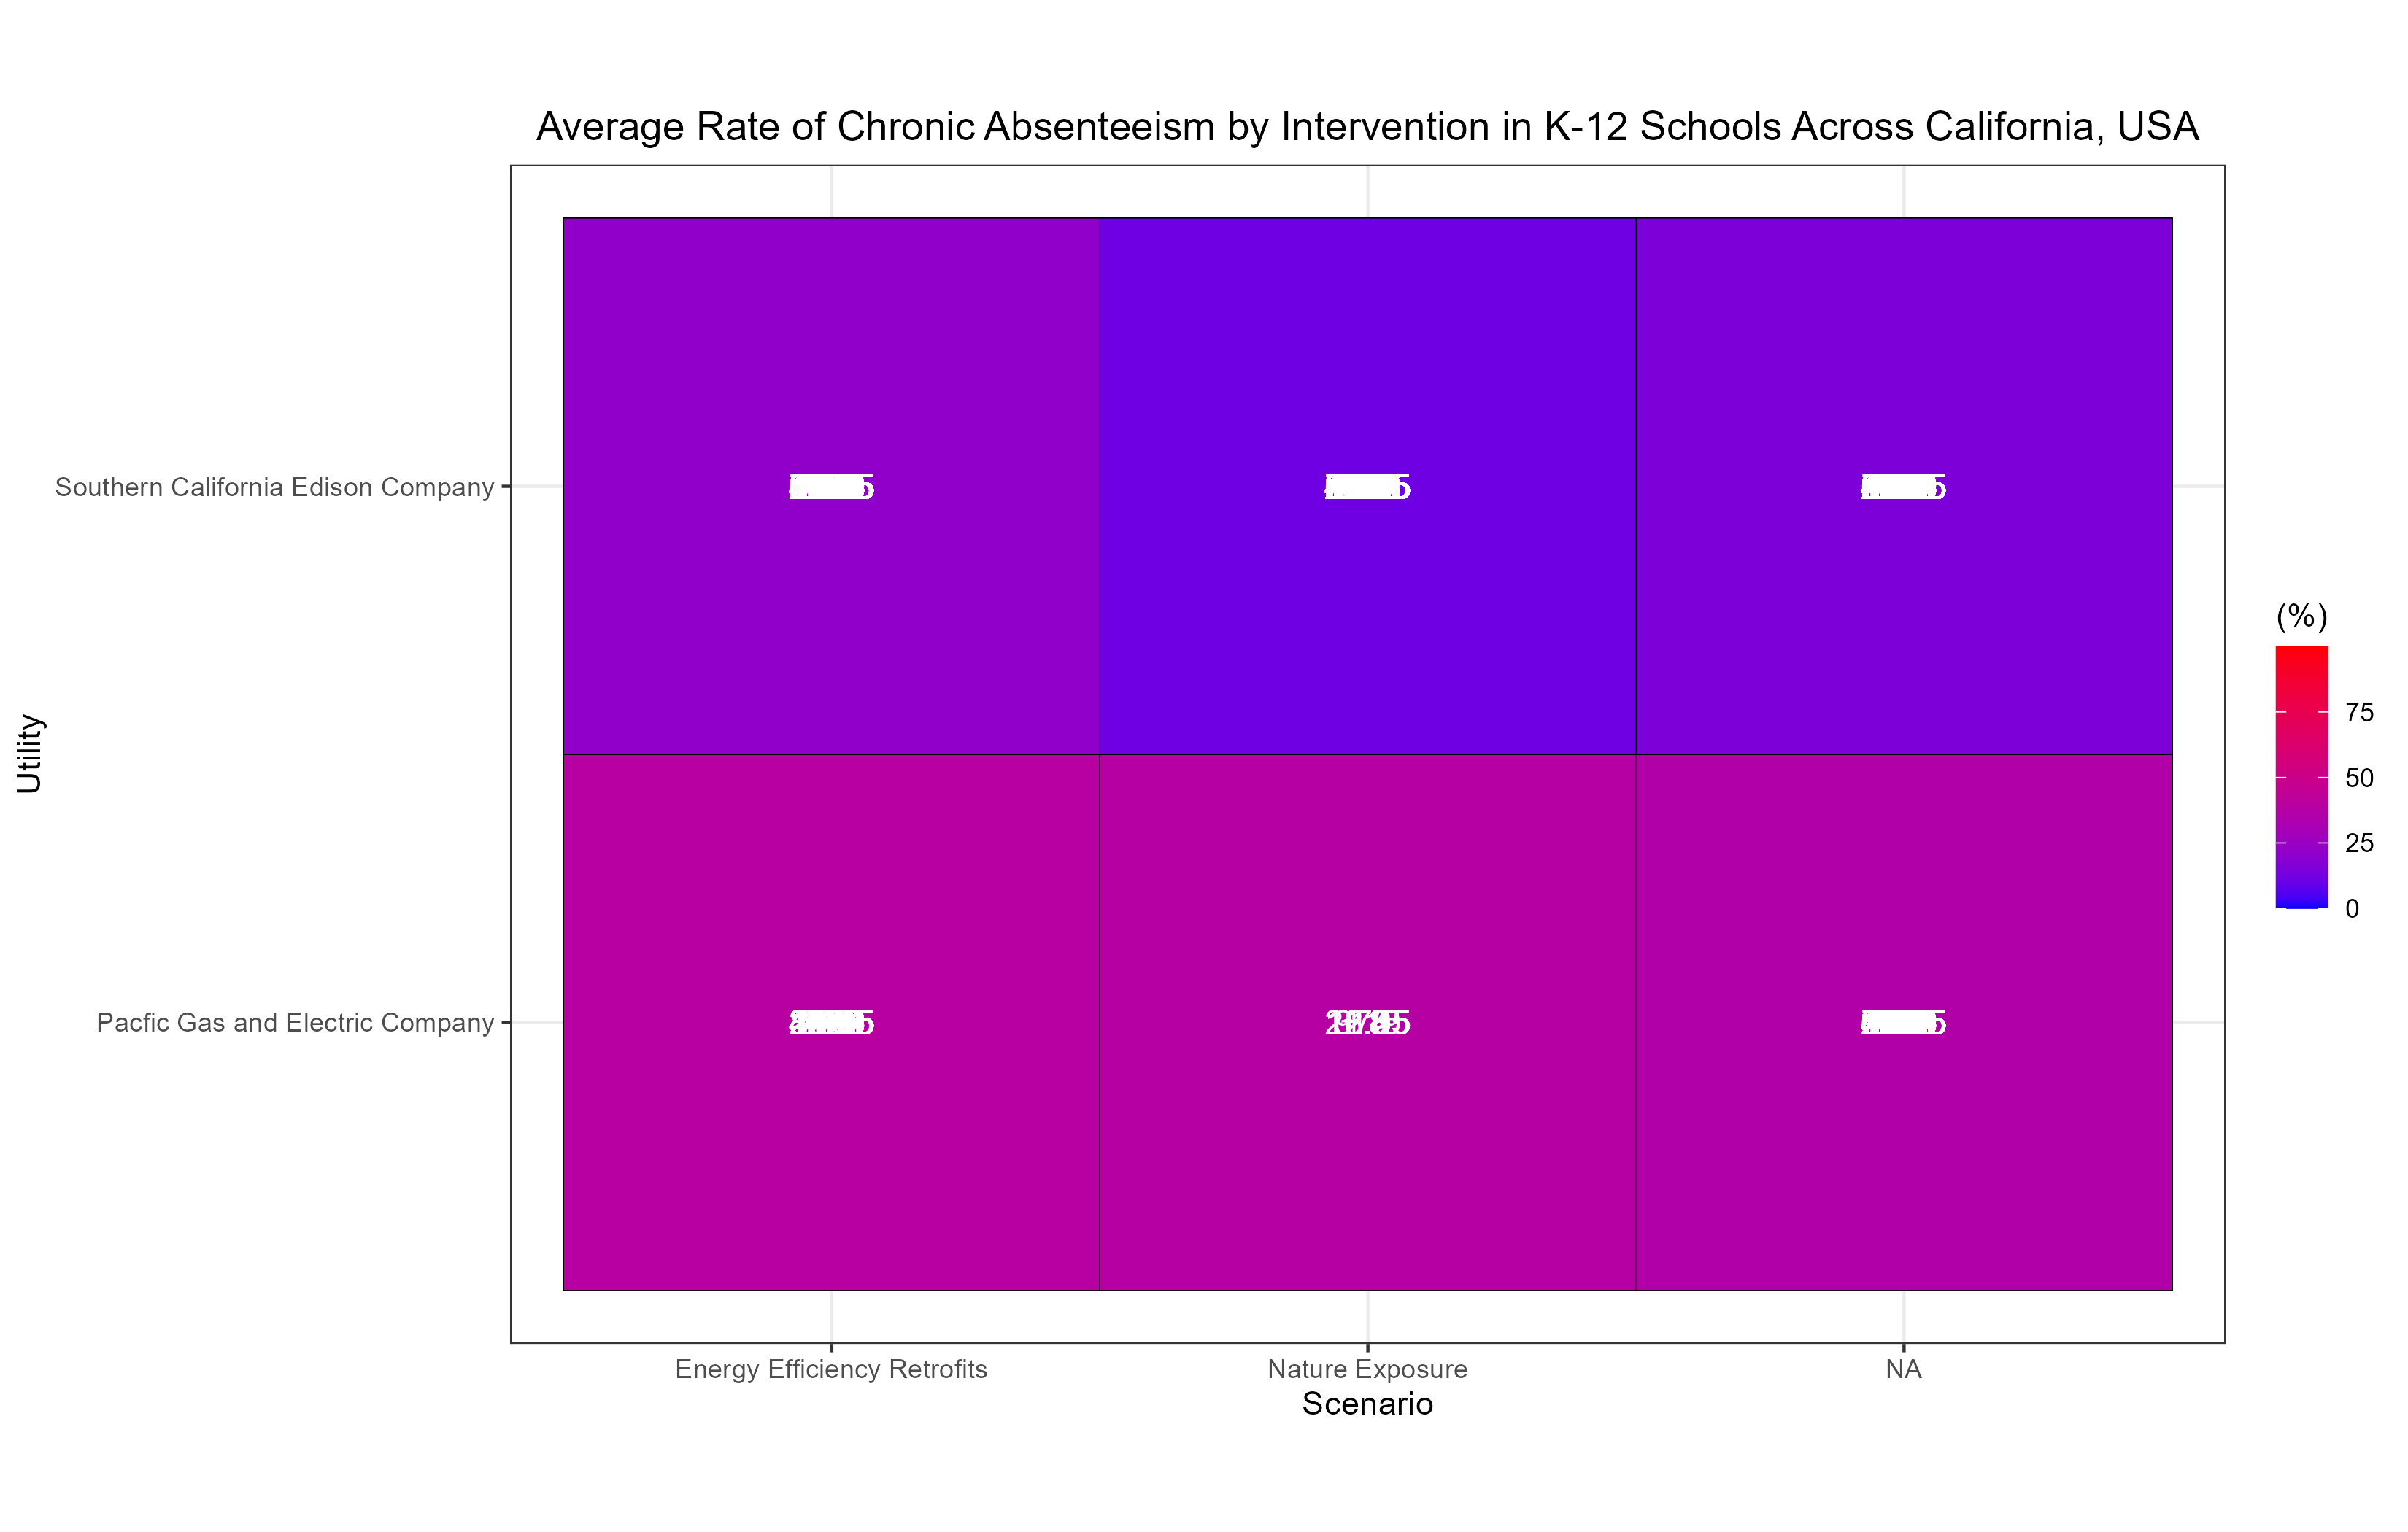 Average Rate of Chronic Absenteeism by Intervention in K-12 Schools Across California, USA
Utility
Southern California Edison Company
Pacfic Gas and Electric Company
Energy Efficiency Retrofits
Nature Exposure
NA
Scenario
(%)
75
50
25
0